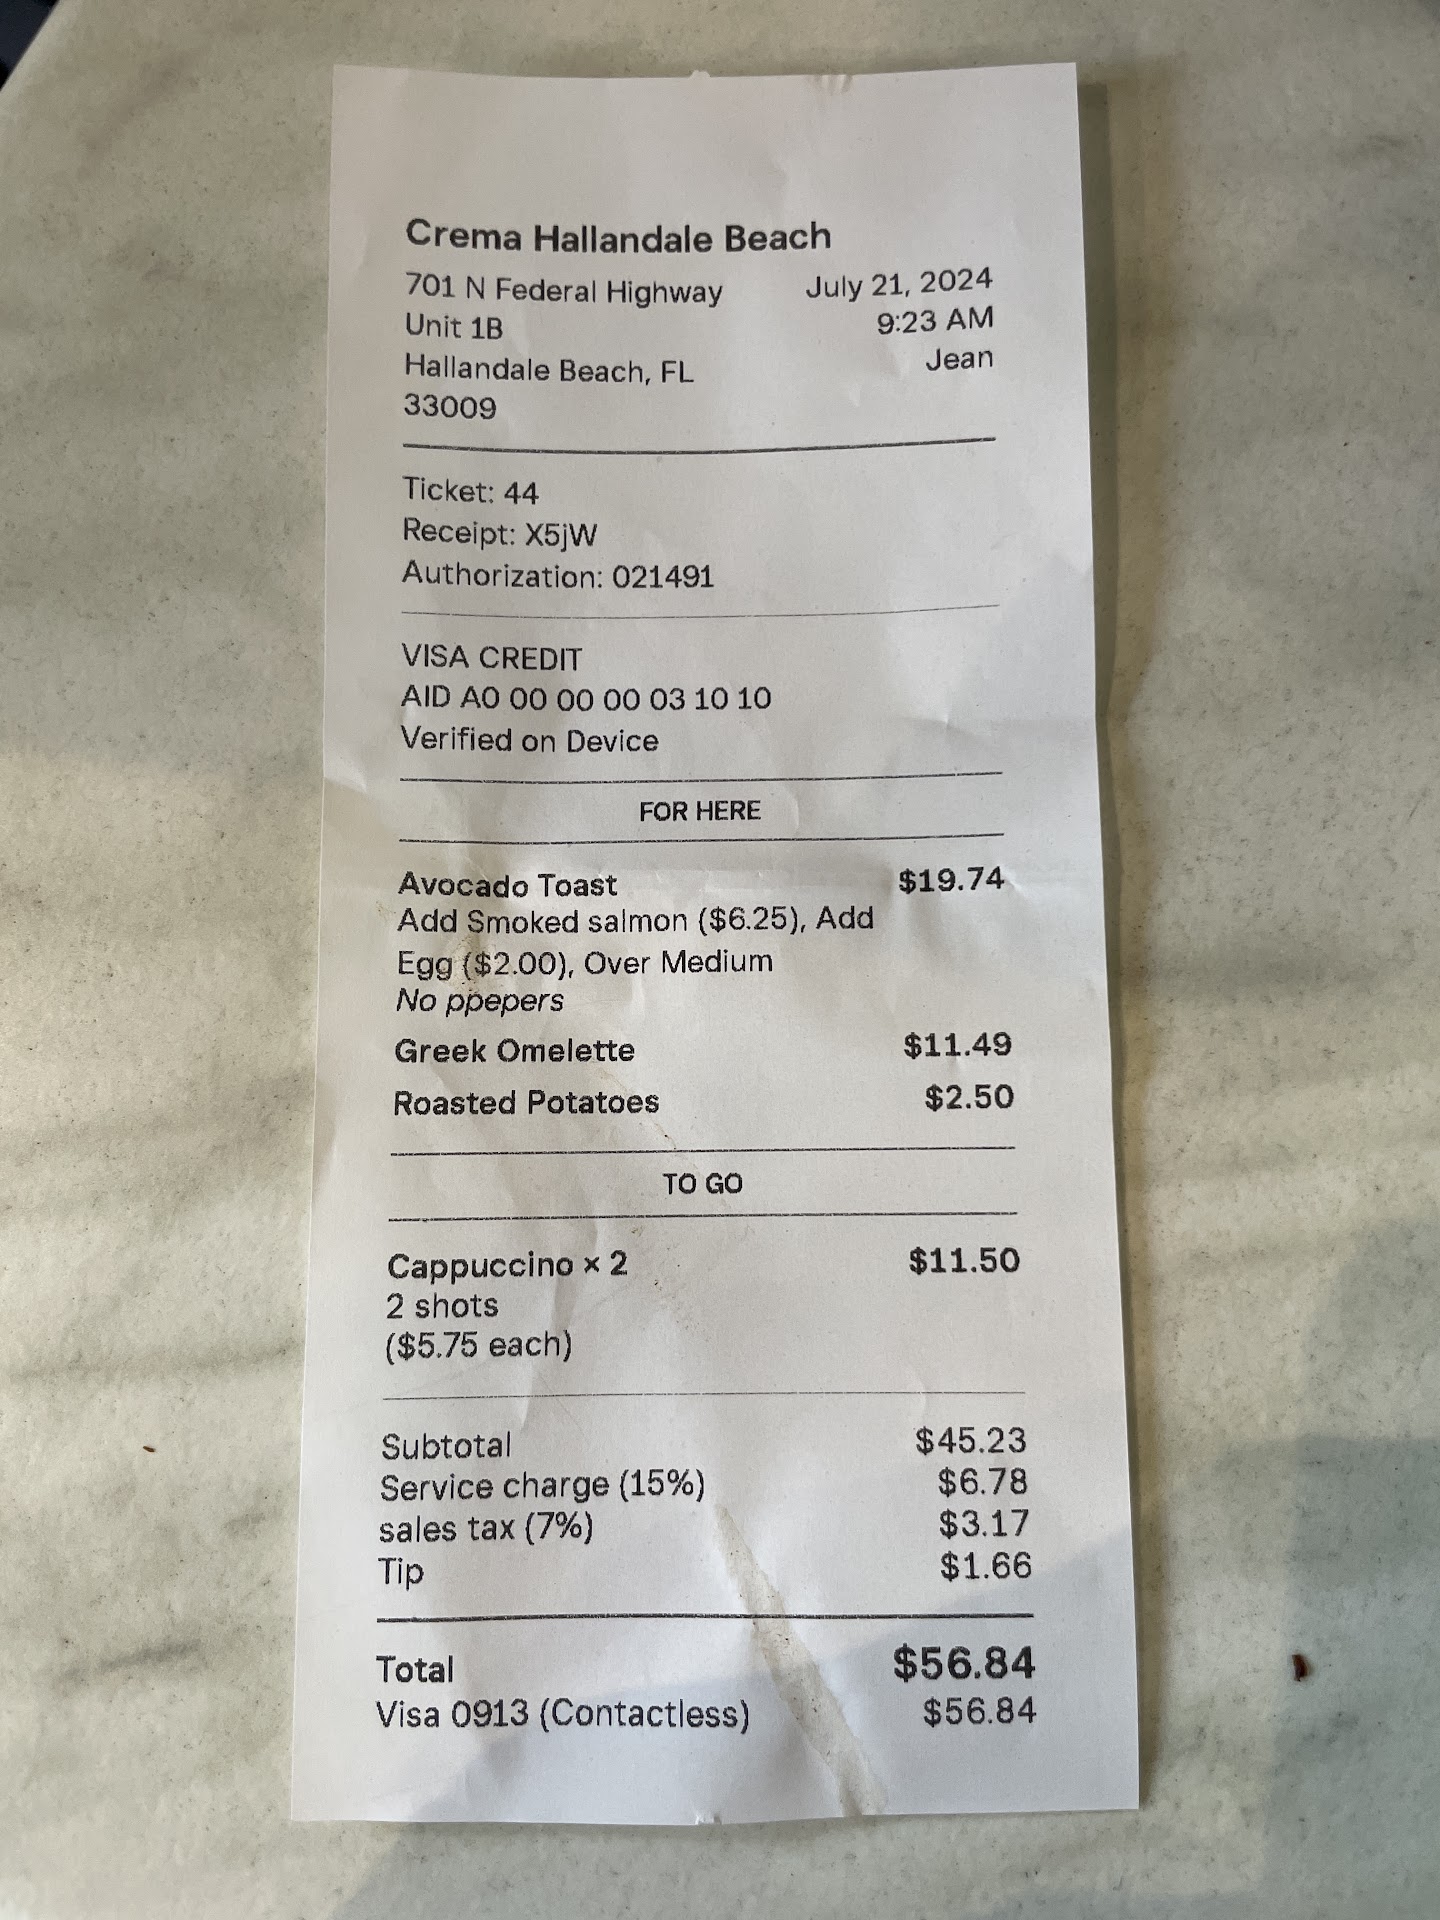 Crema Hallandale Beach
701 N Federal Highway July 21, 2024
Unit 1B 9:23 AM
Hallandale Beach, FL Jean
33009
Ticket: 44
Receipt: X5jW
Authorization: 021491
VISA CREDIT
AID A0 00 00 00 03 10 10
Verified on Device
FOR HERE
Avocado Toast $19.74
Add Smoked salmon ($6.25), Add
Egg ($2.00), Over Medium
No ppepers
Greek Omelette $11.49
Roasted Potatoes $2.50
TO GO
Cappuccino × 2 $11.50
2 shots
($5.75 each)
Subtotal $45.23
Service charge (15%) $6.78
sales tax (7%) $3.17
Tip $1.66
Total $56.84
Visa 0913 (Contactless) $56.84